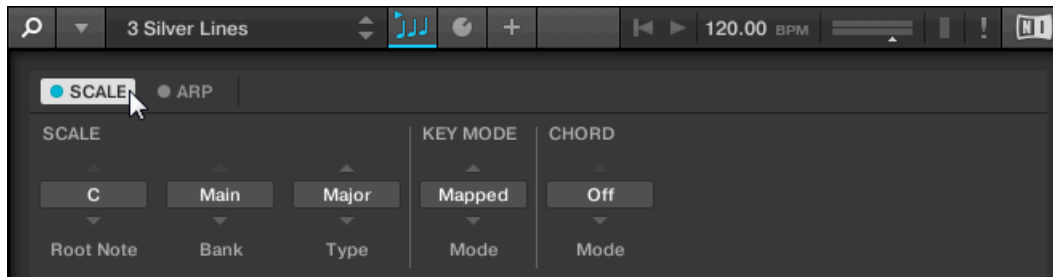 3 Silver Lines 120.00 BPM ! NI
SCALE ARP
SCALE KEY MODE CHORD
C Main Major Mapped Off
Root Note Bank Type Mode Mode